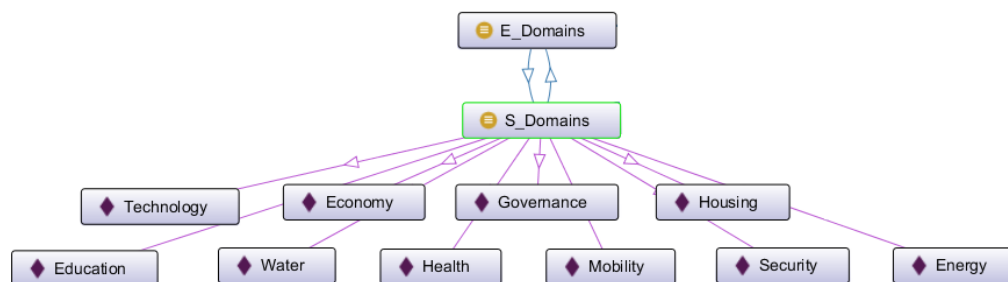 E_Domains
S_Domains
Technology
Economy
Governance
Housing
Education
Water
Health
Mobility
Security
Energy